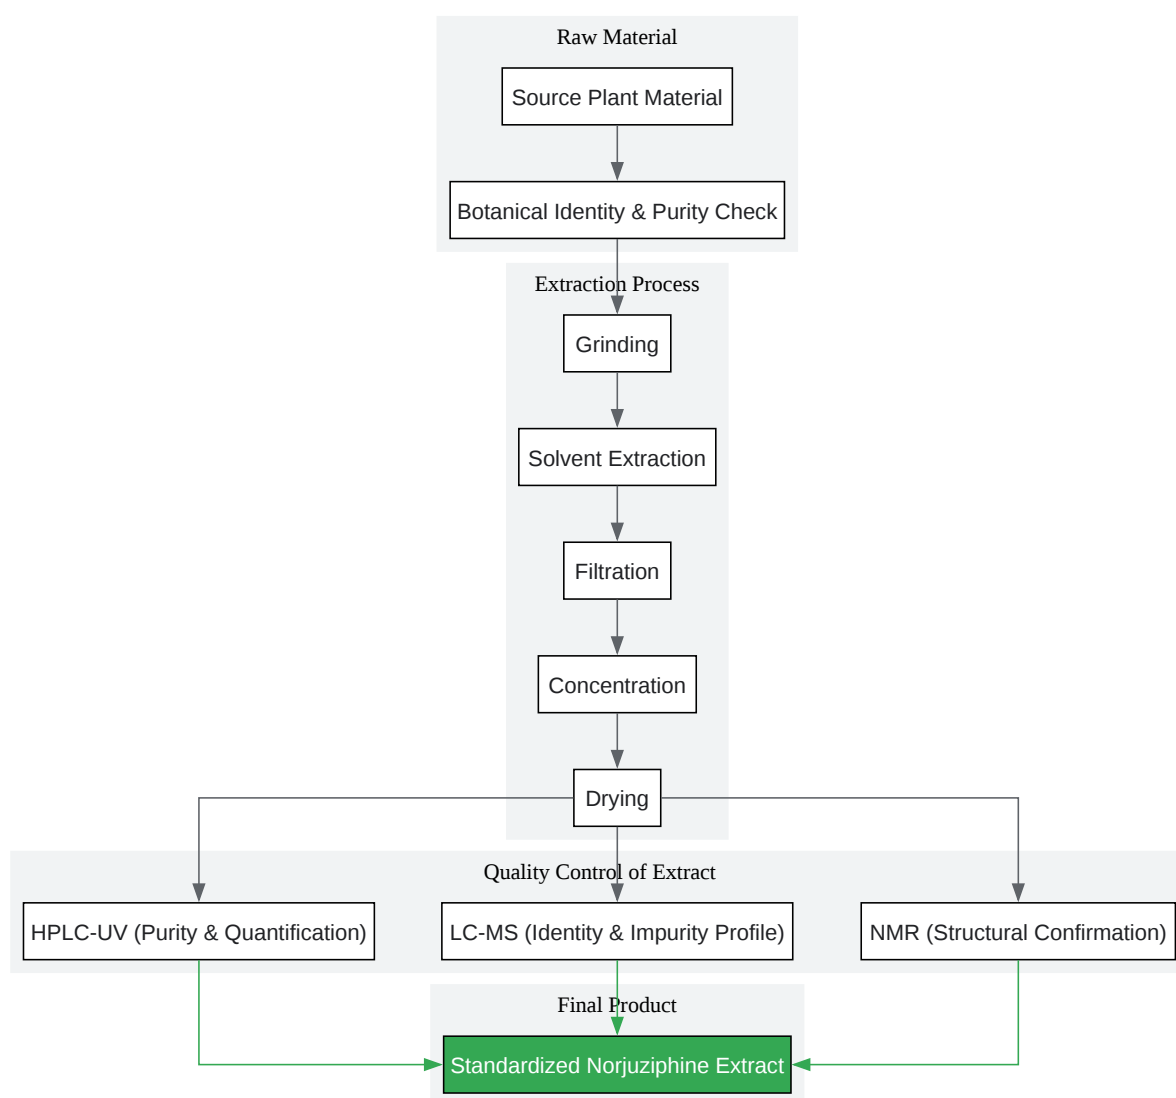 Raw Material
Source Plant Material
Botanical Identity & Purity Check
Extraction Process
Grinding
Solvent Extraction
Filtration
Concentration
Drying
Quality Control of Extract
HPLC-UV (Purity & Quantification)
LC-MS (Identity & Impurity Profile)
NMR (Structural Confirmation)
Final Product
Standardized Norjuziphine Extract